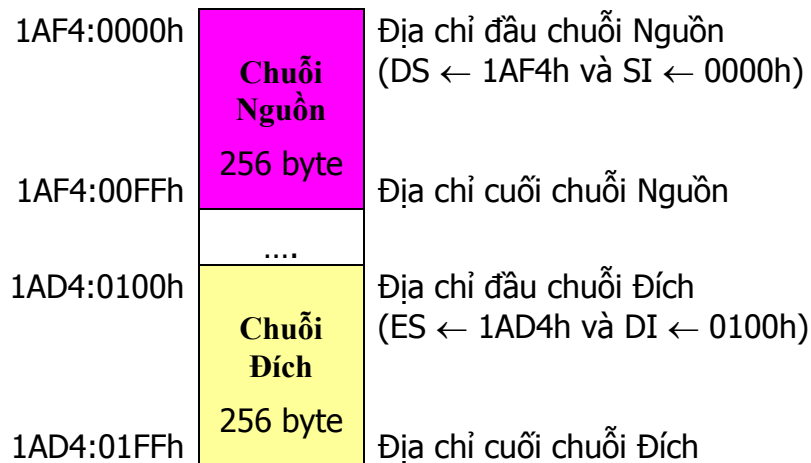 1AF4:0000h
Chuỗi
Nguồn
256 byte
Địa chỉ đầu chuỗi Nguồn
(DS ← 1AF4h và SI ← 0000h)
1AF4:00FFh
Địa chỉ cuối chuỗi Nguồn
....
1AD4:0100h
Chuỗi
Đích
256 byte
Địa chỉ đầu chuỗi Đích
(ES ← 1AD4h và DI ← 0100h)
1AD4:01FFh
Địa chỉ cuối chuỗi Đích